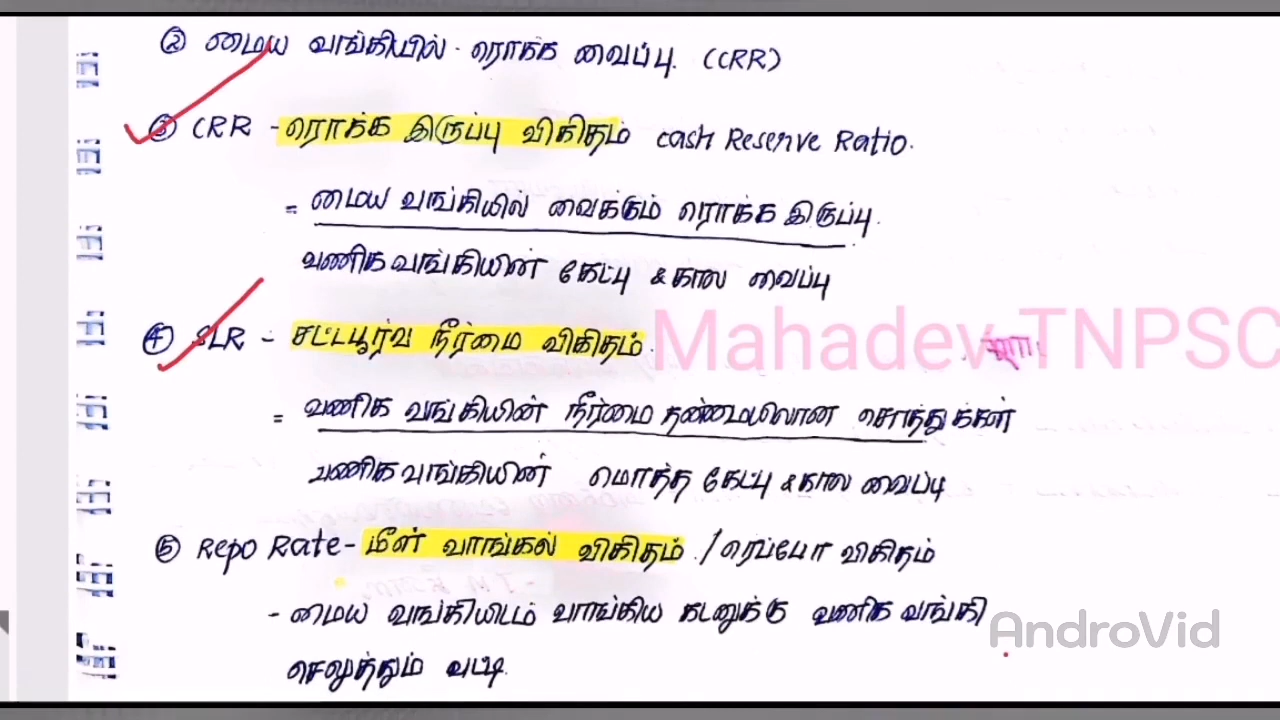 ② மைய வங்கியில் - ரொக்க வைப்பு. (CRR)
③ CRR - ரொக்க இருப்பு விகிதம் Cash Reserve Ratio.
= மைய வங்கியில் வைக்கும் ரொக்க இருப்பு.
வணிக வங்கியின் கேட்பு & கால வைப்பு
④ SLR - சட்டபூர்வ நீர்மை விகிதம்.
Mahadev TNPSC
= வணிக வங்கியின் நீர்மை தன்மையிலான சொத்துக்கள்
வணிக வங்கியின் மொத்த கேட்பு & கால வைப்பு
⑤ Repo Rate - மீள் வாங்கல் விகிதம். / ரெப்போ விகிதம்
- மைய வங்கியிடம் வாங்கிய கடனுக்கு வணிக வங்கி
AndroVid
செலுத்தும் வட்டி.